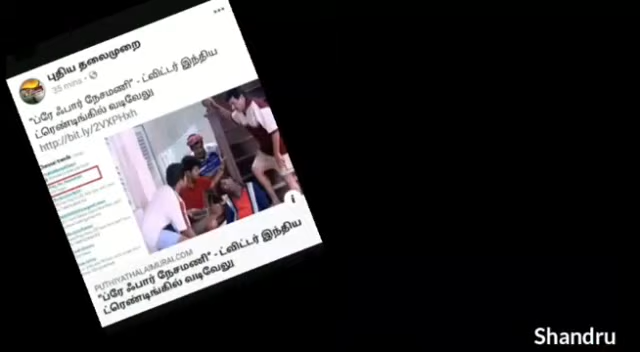 புதிய தலைமுறை
35 mins
"ப்ரே ஃபார் நேசமணி" - ட்விட்டர் இந்திய
ட்ரெண்டிங்கில் வடிவேலு
http://bit.ly/2VXPHxh
PUTHIYATHALAIMURAI.COM
"ப்ரே ஃபார் நேசமணி" - ட்விட்டர் இந்திய
ட்ரெண்டிங்கில் வடிவேலு
Shandru